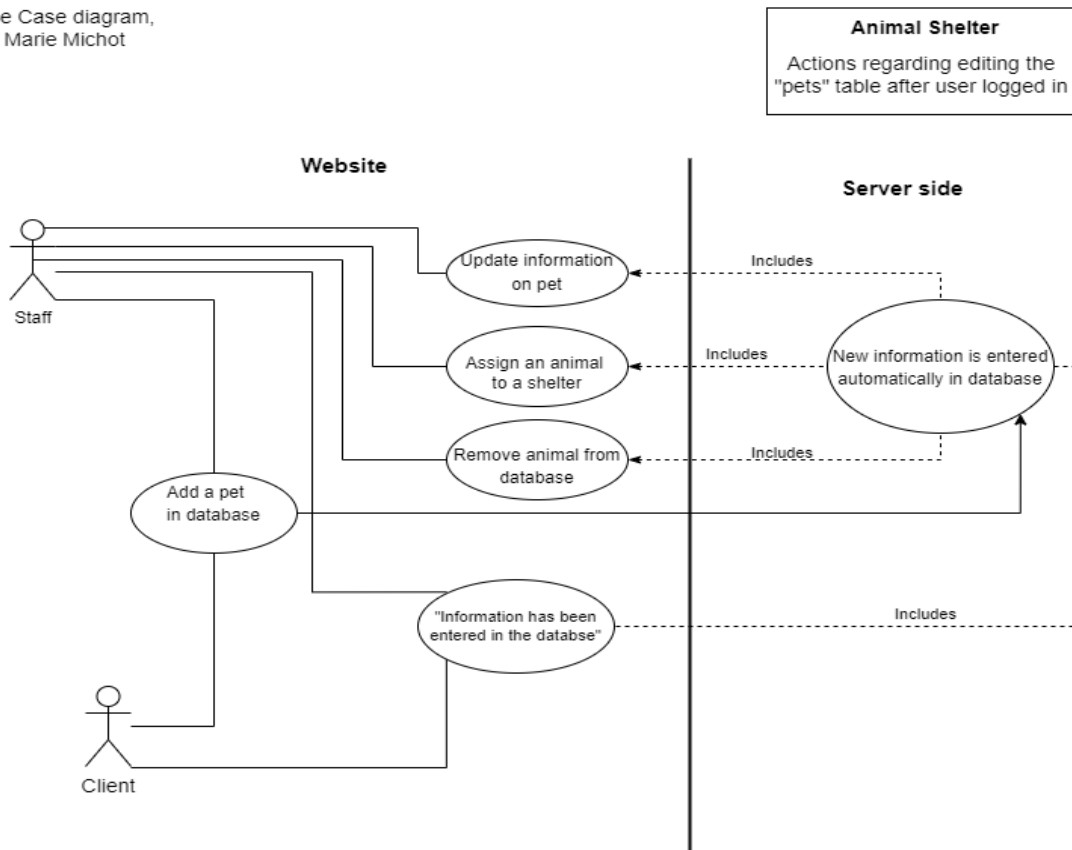 e Case diagram,
Marie Michot
Animal Shelter
Actions regarding editing the
"pets" table after user logged in
Website
Server side
Staff
Update information
on pet
Includes
Assign an animal
to a shelter
Includes
New information is entered
automatically in database
Remove animal from
database
Includes
Add a pet
in database
"Information has been
entered in the databse"
Includes
Client